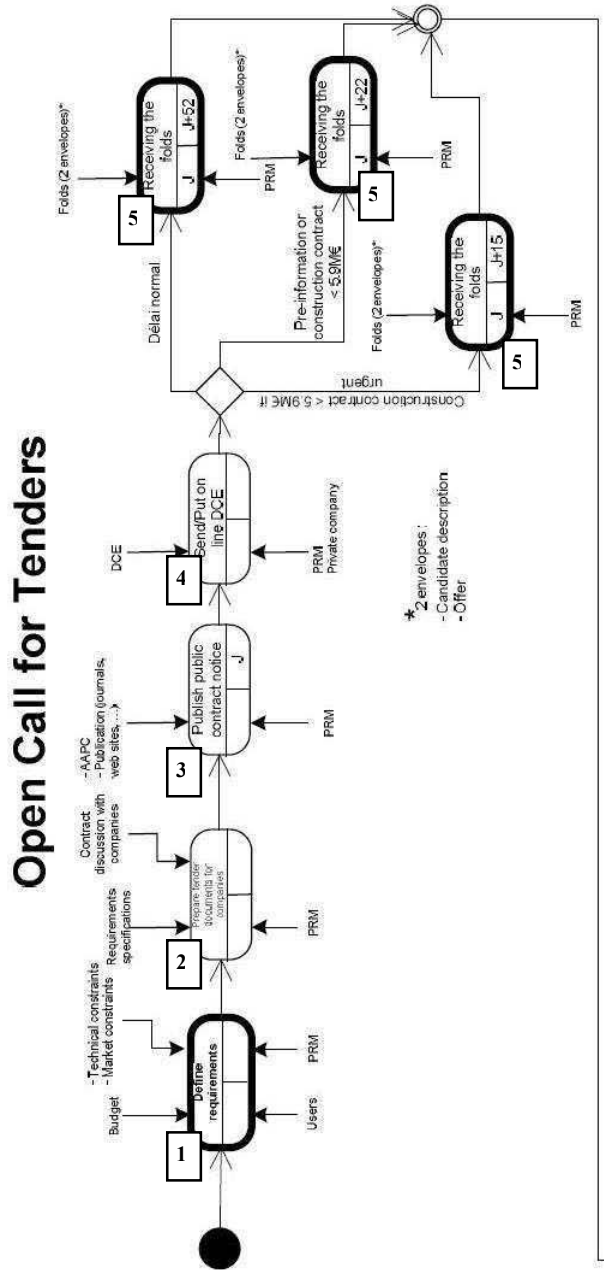 Open Call for Tenders
Budget
- Technical constraints
- Market constraints
1
Define
requirements
Users
PRM
Requirements
specifications
Contract
discussion with
companies
2
Prepare tender
documents for
companies
PRM
- AAPC
- Publication (journals,
web sites, …)
3
Publish public
contract notice
J
PRM
DCE
4
Send/Put on
line DCE
PRM
Private company
Délai normal
Pre-information or
construction contract
< 5.9M€
Construction contract < 5.9M€ if
urgent
Folds (2 envelopes)*
5
Receiving the
folds
J
J+52
PRM
Folds (2 envelopes)*
5
Receiving the
folds
J
J+22
PRM
Folds (2 envelopes)*
5
Receiving the
folds
J
J+15
PRM
*2 envelopes :
- Candidate description
- Offer